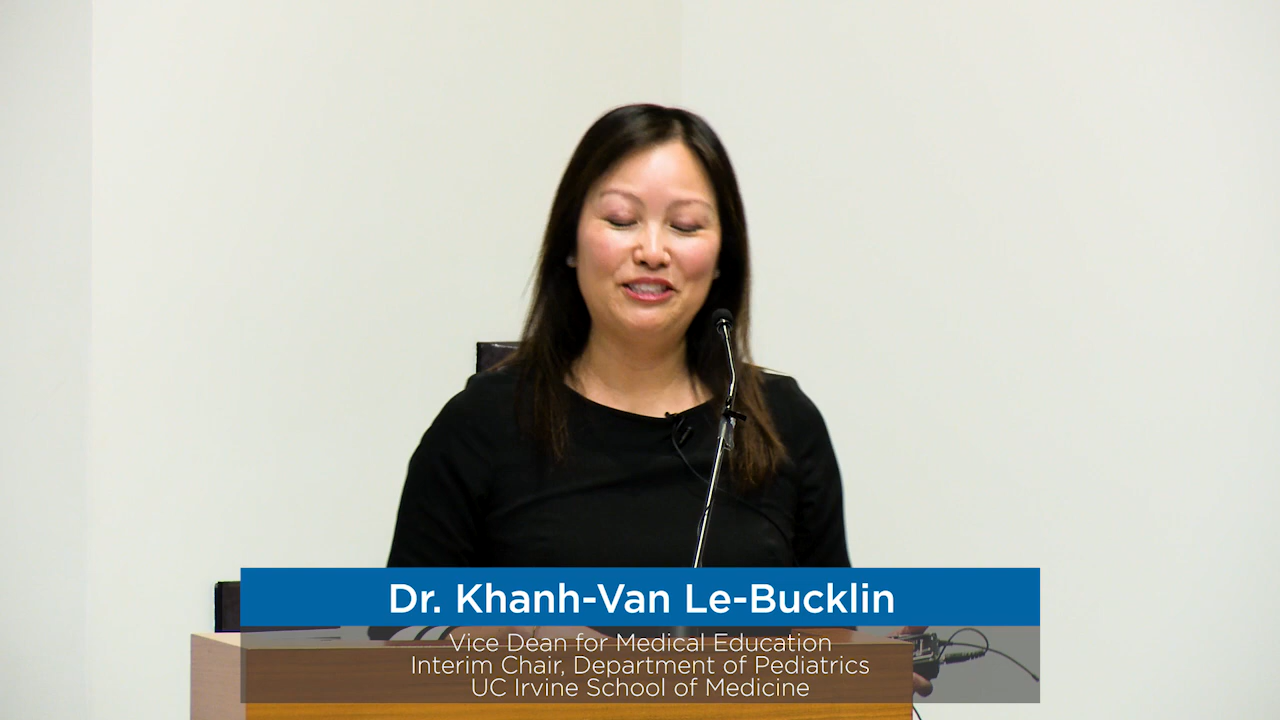 Dr. Khanh-Van Le-Bucklin
Vice Dean for Medical Education
Interim Chair, Department of Pediatrics
UC Irvine School of Medicine